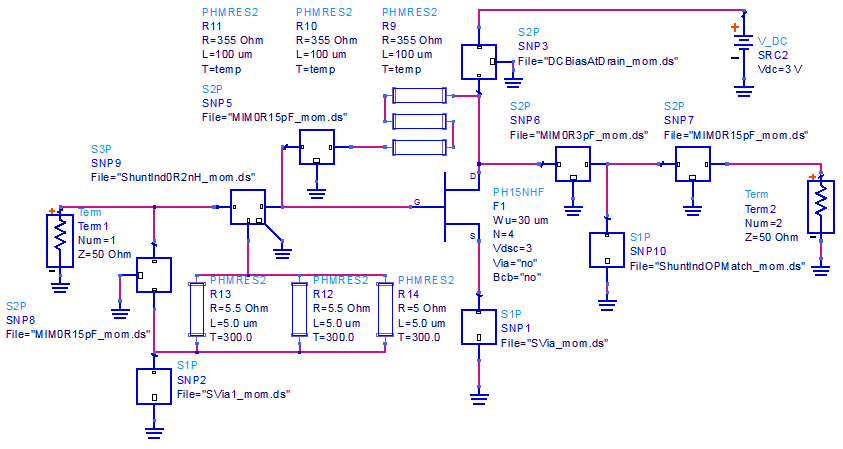 PHMRES2
R11
R=355 Ohm
L=100 um
T=temp
PHMRES2
R10
R=355 Ohm
L=100 um
T=temp
PHMRES2
R9
R=355 Ohm
L=100 um
T=temp
S2P
SNP3
File="DCBiasAtDrain_mom.ds"
V_DC
SRC2
Vdc=3 V
S2P
SNP5
File="MIM0R15pF_mom.ds"
S2P
SNP6
File="MIM0R3pF_mom.ds"
S2P
SNP7
File="MIM0R15pF_mom.ds"
S3P
SNP9
File="ShuntInd0R2nH_mom.ds"
D
G
S
PH15NHF
F1
Wu=30 um
N=4
Vdsc=3
Via="no"
Bcb="no"
Term
Term1
Num=1
Z=50 Ohm
Term
Term2
Num=2
Z=50 Ohm
S1P
SNP10
File="ShuntIndOPMatch_mom.ds"
S2P
SNP8
File="MIM0R15pF_mom.ds"
PHMRES2
R13
R=5.5 Ohm
L=5.0 um
T=300.0
PHMRES2
R12
R=5.5 Ohm
L=5.0 um
T=300.0
PHMRES2
R14
R=5 Ohm
L=5.0 um
T=300.0
S1P
SNP1
File="SVia_mom.ds"
S1P
SNP2
File="SVia1_mom.ds"